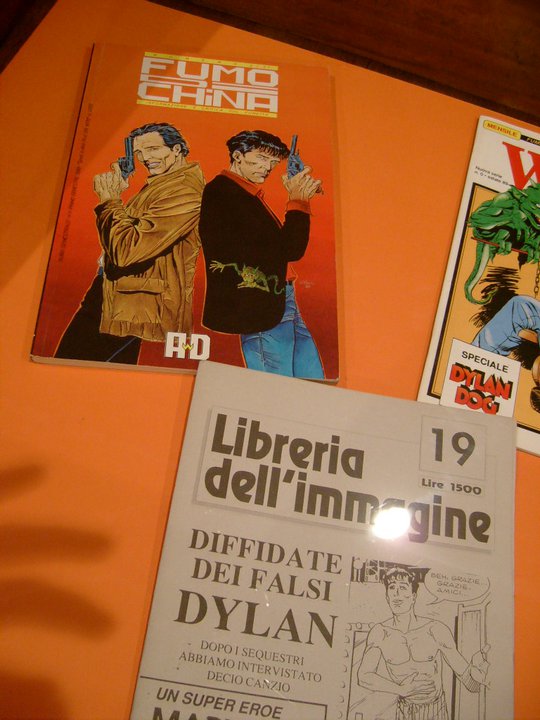 FUMO
DI
CHINA
MENSILE
W
SPECIALE
DYLAN
DOG
Libreria
dell'immagine
19
Lire 1500
DIFFIDATE
DEI FALSI
DYLAN
DOPO I SEQUESTRI
ABBIAMO INTERVISTATO
DECIO CANZIO
BEH, GRAZIE...
GRAZIE,
AMICI...
UN SUPER EROE